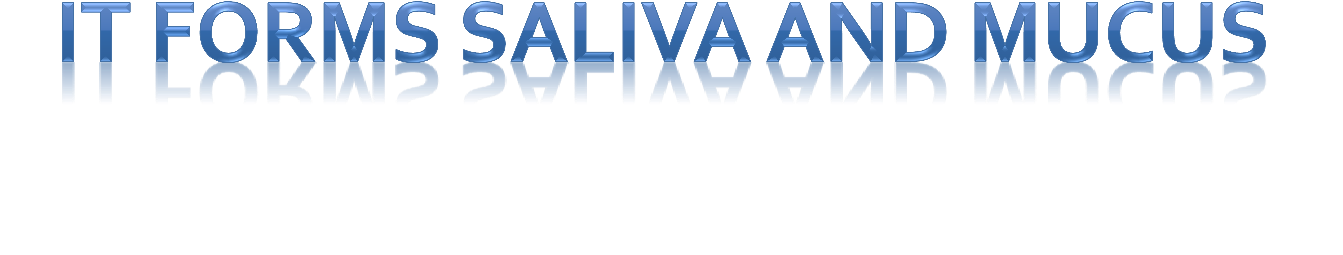 IT FORMS SALIVA AND MUCUS